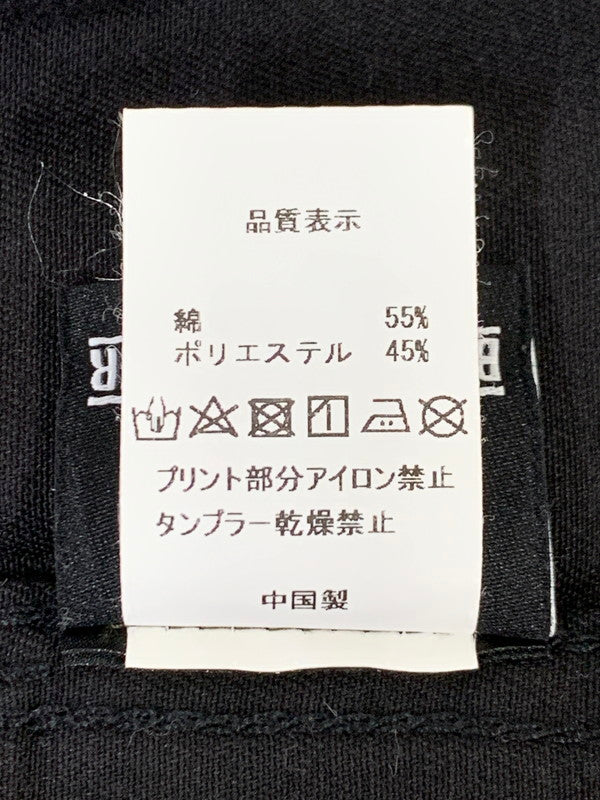 品質表示
綿 55%
ポリエステル 45%
プリント部分アイロン禁止
タンブラー乾燥禁止
中国製